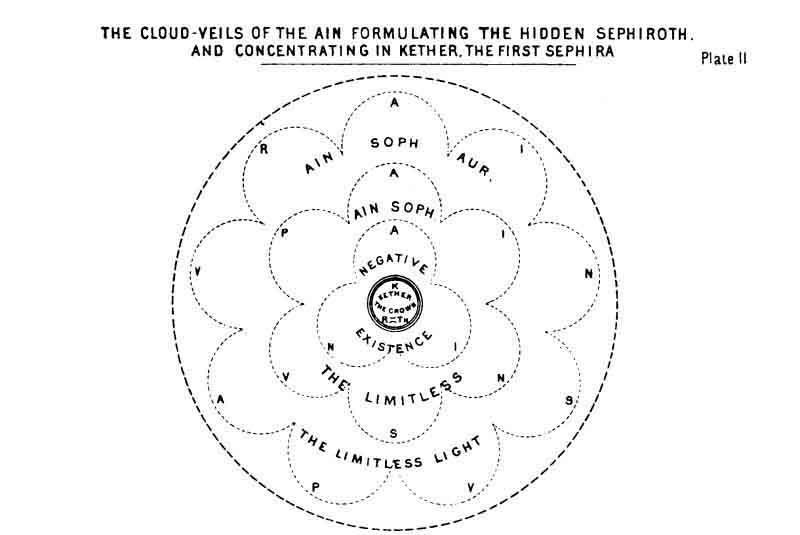 THE CLOUD-VEILS OF THE AIN FORMULATING THE HIDDEN SEPHIROTH.
AND CONCENTRATING IN KETHER, THE FIRST SEPHIRA
Plate II
A
R
I
AIN SOPH AUR.
A
AIN SOPH
P
A
I
NEGATIVE
V
N
K
KETHER
THE CROWN
R = TH
EXISTENCE
N
I
THE LIMITLESS
V
N
A
S
S
THE LIMITLESS LIGHT
P
V